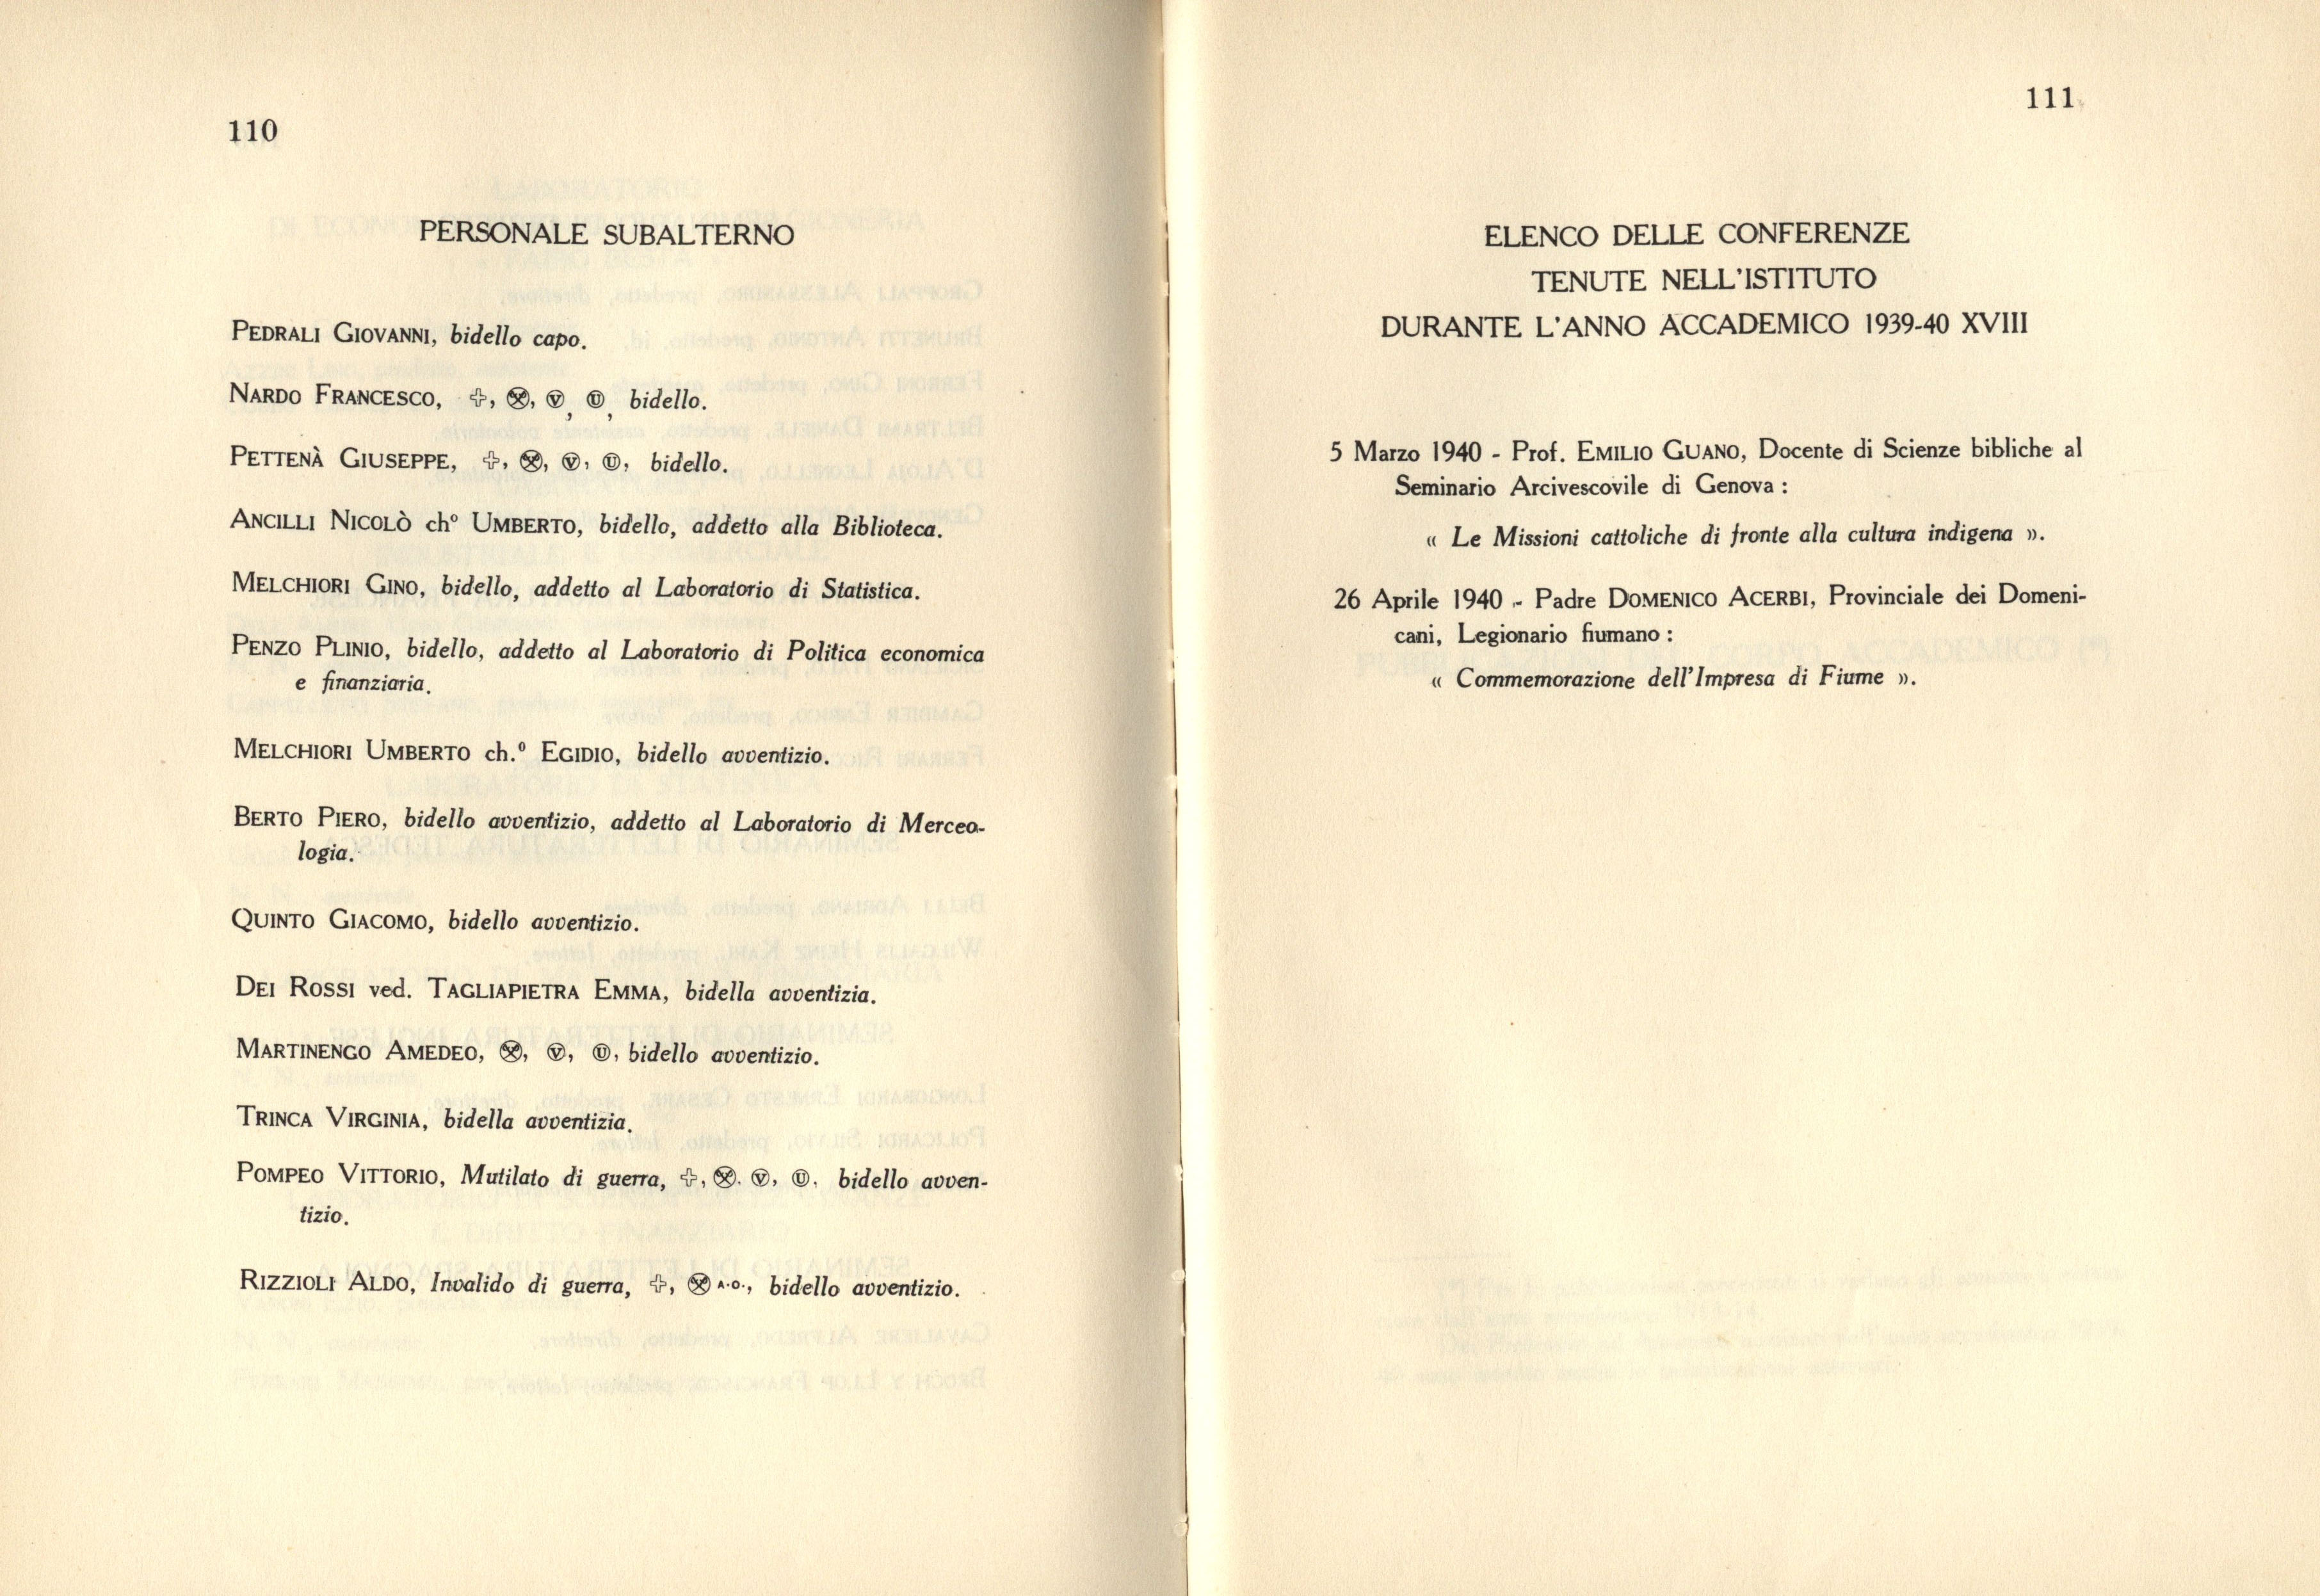 110
PERSONALE SUBALTERNO
PEDRALI GIOVANNI, bidello capo.
NARDO FRANCESCO, ✠, ⓥ, ⓤ, bidello.
PETTENÀ GIUSEPPE, ✠, ⓥ, ⓤ, bidello.
ANCILLI NICOLÒ chº UMBERTO, bidello, addetto alla Biblioteca.
MELCHIORI GINO, bidello, addetto al Laboratorio di Statistica.
PENZO PLINIO, bidello, addetto al Laboratorio di Politica economica
e finanziaria.
MELCHIORI UMBERTO ch.º EGIDIO, bidello avventizio.
BERTO PIERO, bidello avventizio, addetto al Laboratorio di Merceo-
logia.
QUINTO GIACOMO, bidello avventizio.
DEI ROSSI ved. TAGLIAPIETRA EMMA, bidella avventizia.
MARTINENGO AMEDEO, ⓥ, ⓤ, bidello avventizio.
TRINCA VIRGINIA, bidella avventizia.
POMPEO VITTORIO, Mutilato di guerra, ✠, ⓥ, ⓤ, bidello avven-
tizio.
RIZZIOLI ALDO, Invalido di guerra, ✠, A.O., bidello avventizio.
111
ELENCO DELLE CONFERENZE
TENUTE NELL'ISTITUTO
DURANTE L'ANNO ACCADEMICO 1939-40 XVIII
5 Marzo 1940 - Prof. EMILIO GUANO, Docente di Scienze bibliche al
Seminario Arcivescovile di Genova :
« Le Missioni cattoliche di fronte alla cultura indigena ».
26 Aprile 1940 - Padre DOMENICO ACERBI, Provinciale dei Domeni-
cani, Legionario fiumano :
« Commemorazione dell'Impresa di Fiume ».